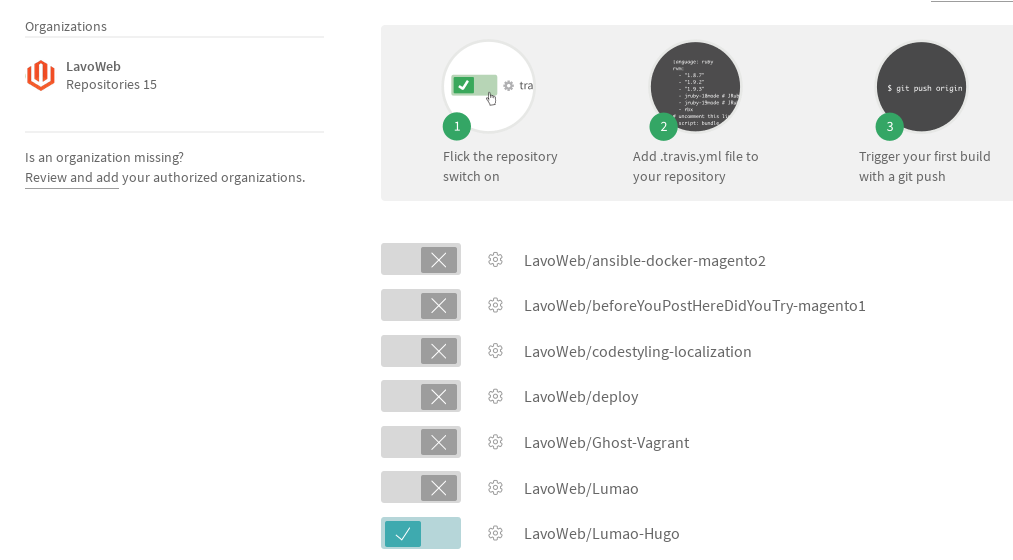 Organizations
LavoWeb
Repositories 15
Is an organization missing?
Review and add your authorized organizations.
tra
1
Flick the repository
switch on
language: ruby
rvm:
- "1.8.7"
- "1.9.2"
- "1.9.3"
- jruby-18mode # JRub
- jruby-19mode # JRub
- rbx
# uncomment this li
script: bundle
2
Add .travis.yml file to
your repository
$ git push origin
3
Trigger your first build
with a git push
LavoWeb/ansible-docker-magento2
LavoWeb/beforeYouPostHereDidYouTry-magento1
LavoWeb/codestyling-localization
LavoWeb/deploy
LavoWeb/Ghost-Vagrant
LavoWeb/Lumao
LavoWeb/Lumao-Hugo